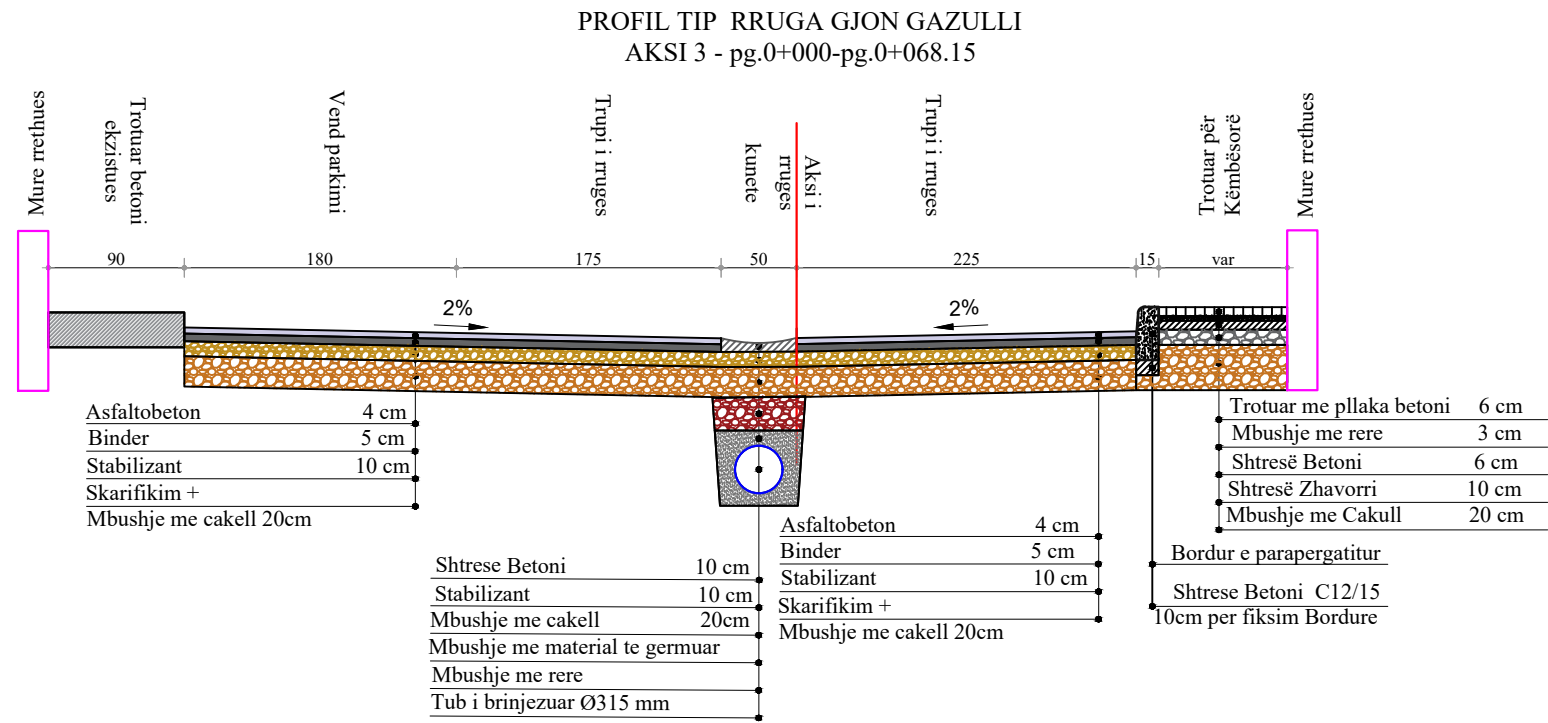 PROFIL TIP RRUGA GJON GAZULLI
AKSI 3 - pg.0+000-pg.0+068.15
Mure rrethues
Trotuar betoni
ekzistues
Vend parkimi
Trupi i rruges
kunete
Aksi i
rruges
Trupi i rruges
Trotuar për
Këmbësorë
Mure rrethues
90
180
175
50
225
15
var
2%
2%
Asfaltobeton 4 cm
Binder 5 cm
Stabilizant 10 cm
Skarifikim +
Mbushje me cakell 20cm
Shtrese Betoni 10 cm
Stabilizant 10 cm
Mbushje me cakell 20cm
Mbushje me material te germuar
Mbushje me rere
Tub i brinjezuar Ø315 mm
Asfaltobeton 4 cm
Binder 5 cm
Stabilizant 10 cm
Skarifikim +
Mbushje me cakell 20cm
Trotuar me pllaka betoni 6 cm
Mbushje me rere 3 cm
Shtresë Betoni 6 cm
Shtresë Zhavorri 10 cm
Mbushje me Cakull 20 cm
Bordur e parapergatitur
Shtrese Betoni C12/15
10cm per fiksim Bordure